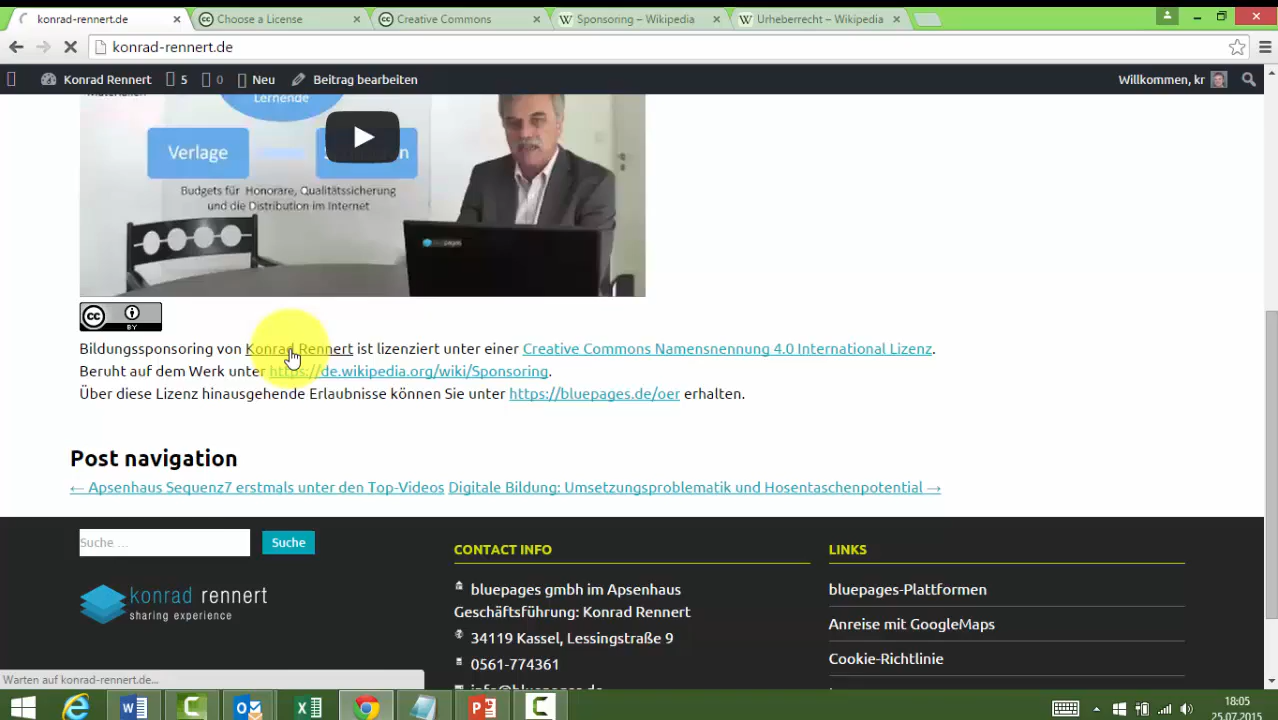 konrad-rennert.de
Choose a License
Creative Commons
Sponsoring – Wikipedia
Urheberrecht – Wikipedia
konrad-rennert.de
Konrad Rennert 5 0 Neu Beitrag bearbeiten
Willkommen, kr
Lernende
Verlage
Budgets für Honorare, Qualitätssicherung
und die Distribution im Internet
bluepages
cc BY
Bildungssponsoring von Konrad Rennert ist lizenziert unter einer Creative Commons Namensnennung 4.0 International Lizenz.
Beruht auf dem Werk unter https://de.wikipedia.org/wiki/Sponsoring.
Über diese Lizenz hinausgehende Erlaubnisse können Sie unter https://bluepages.de/oer erhalten.
Post navigation
← Apsenhaus Sequenz7 erstmals unter den Top-Videos Digitale Bildung: Umsetzungsproblematik und Hosentaschenpotential →
Suche …
Suche
konrad rennert
sharing experience
CONTACT INFO
bluepages gmbh im Apsenhaus
Geschäftsführung: Konrad Rennert
34119 Kassel, Lessingstraße 9
0561-774361
info@bluepages.de
LINKS
bluepages-Plattformen
Anreise mit GoogleMaps
Cookie-Richtlinie
Warten auf konrad-rennert.de...
18:05
25.07.2015